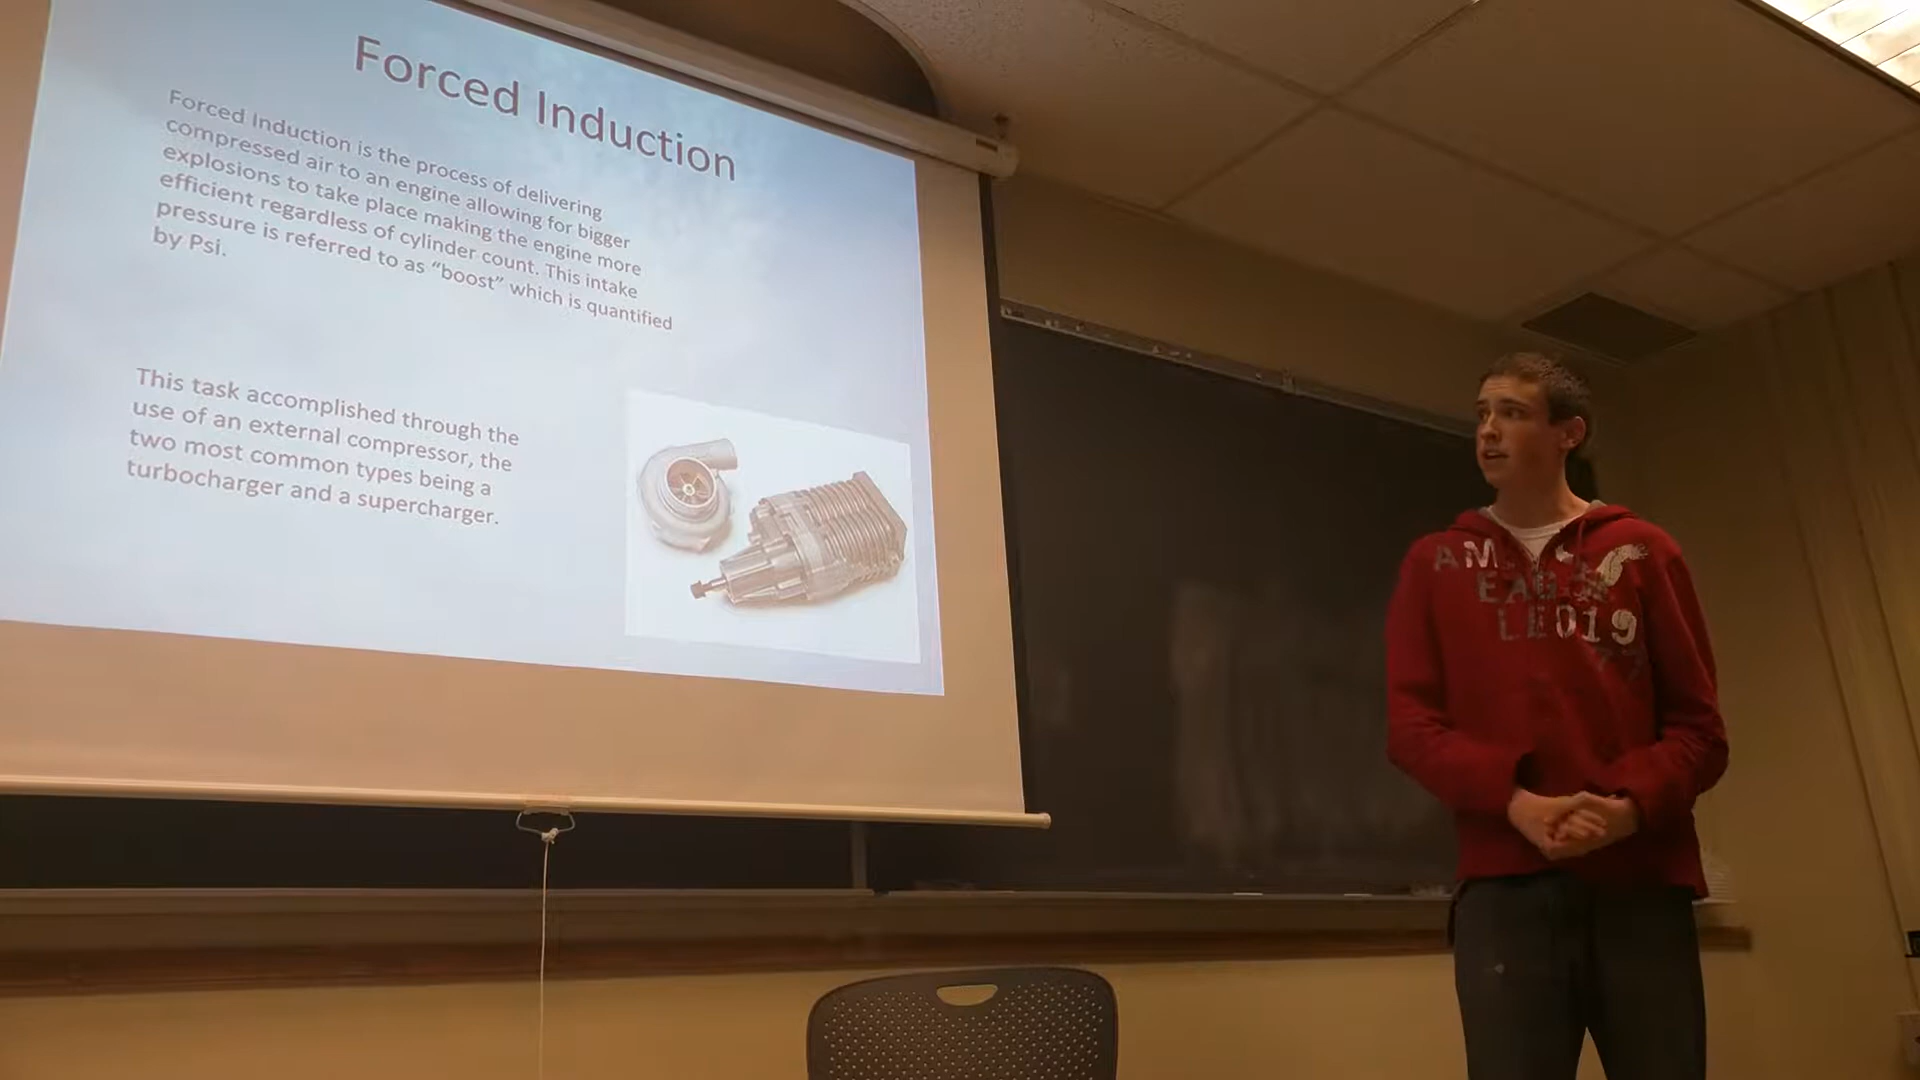 Forced Induction
Forced Induction is the process of delivering
compressed air to an engine allowing for bigger
explosions to take place making the engine more
efficient regardless of cylinder count. This intake
pressure is referred to as “boost” which is quantified
by Psi.
This task accomplished through the
use of an external compressor, the
two most common types being a
turbocharger and a supercharger.
LE019